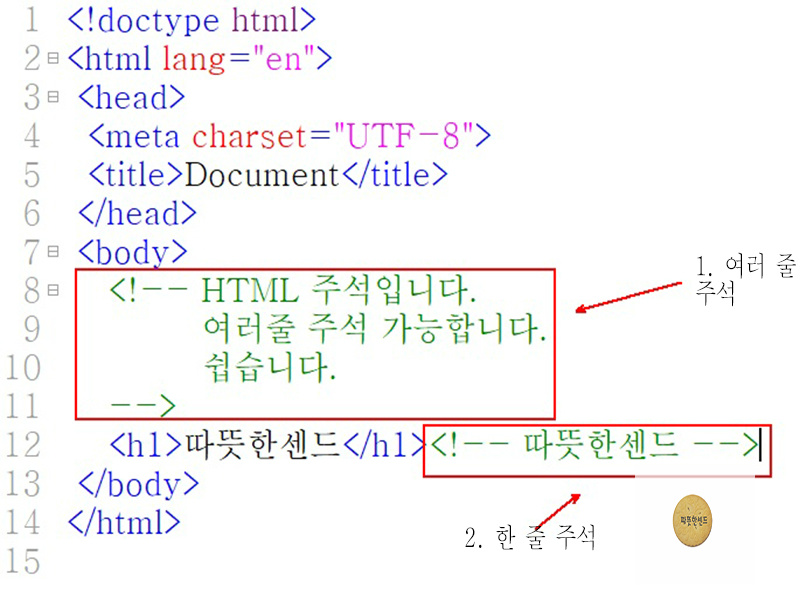 1 <!doctype html>
2 <html lang="en">
3 <head>
4 <meta charset="UTF-8">
5 <title>Document</title>
6 </head>
7 <body>
8 <!-- HTML 주석입니다.
9 여러줄 주석 가능합니다.
10 쉽습니다.
11 -->
12 <h1>따뜻한센드</h1><!-- 따뜻한센드 -->
13 </body>
14 </html>
15
1. 여러 줄
주석
2. 한 줄 주석
따뜻한센드